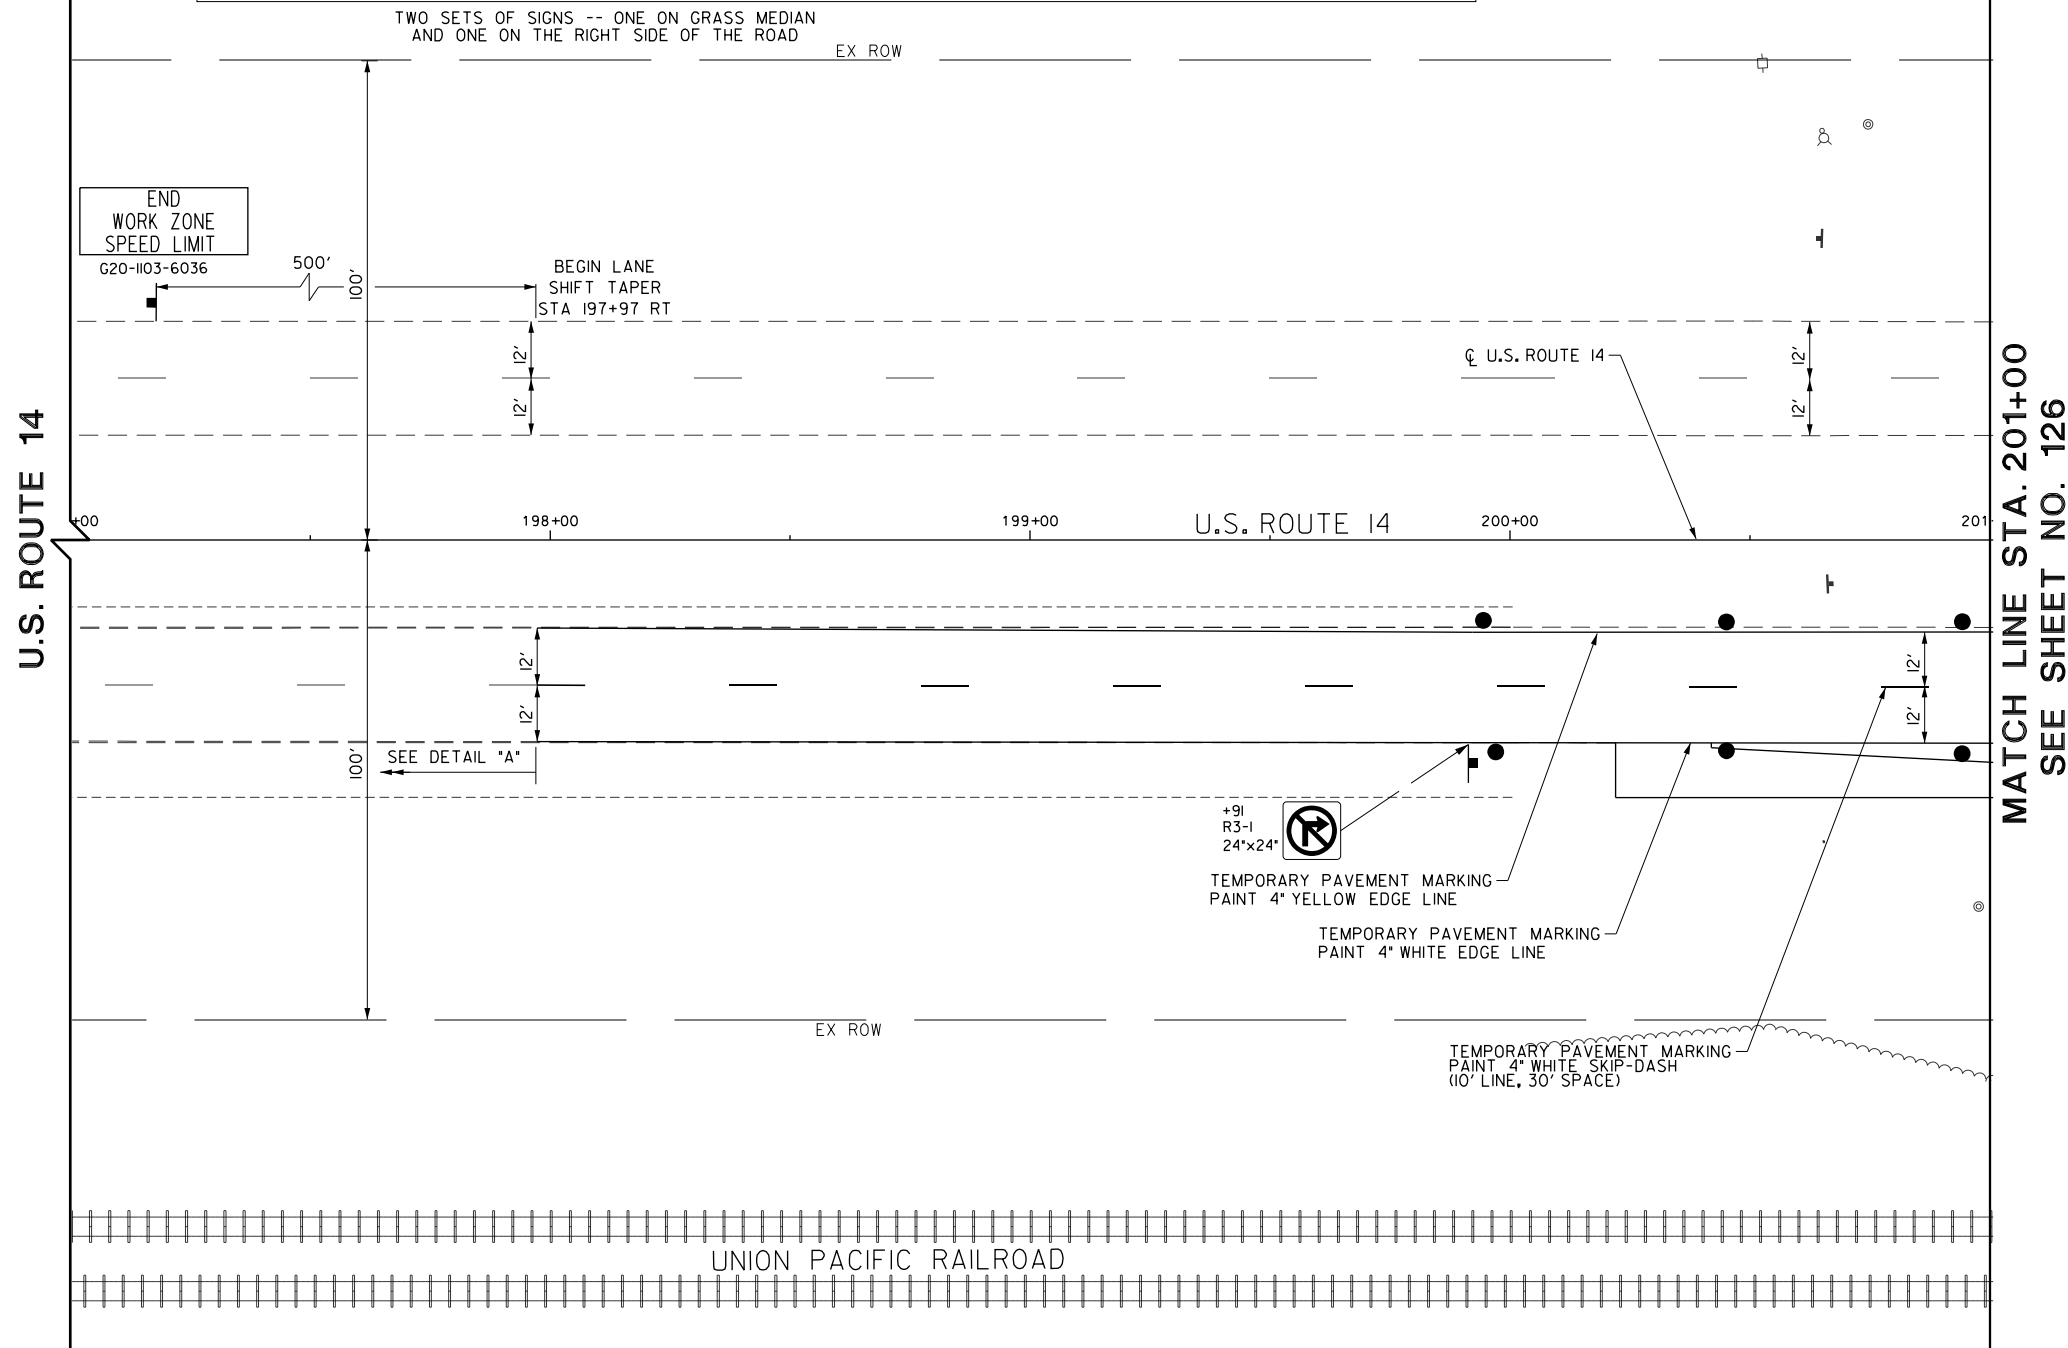 TWO SETS OF SIGNS -- ONE ON GRASS MEDIAN
AND ONE ON THE RIGHT SIDE OF THE ROAD
EX ROW
END
WORK ZONE
SPEED LIMIT
G20-1103-6036
500'
100'
BEGIN LANE
SHIFT TAPER
STA 197+97 RT
12'
12'
12'
12'
℄ U.S. ROUTE 14
U.S. ROUTE 14
+00
198+00
199+00
U.S. ROUTE 14
200+00
201
MATCH LINE STA. 201+00
SEE SHEET NO. 126
12'
12'
12'
12'
SEE DETAIL "A"
100'
+91
R3-1
24"x24"
TEMPORARY PAVEMENT MARKING
PAINT 4" YELLOW EDGE LINE
TEMPORARY PAVEMENT MARKING
PAINT 4" WHITE EDGE LINE
EX ROW
TEMPORARY PAVEMENT MARKING
PAINT 4" WHITE SKIP-DASH
(10' LINE, 30' SPACE)
UNION PACIFIC RAILROAD